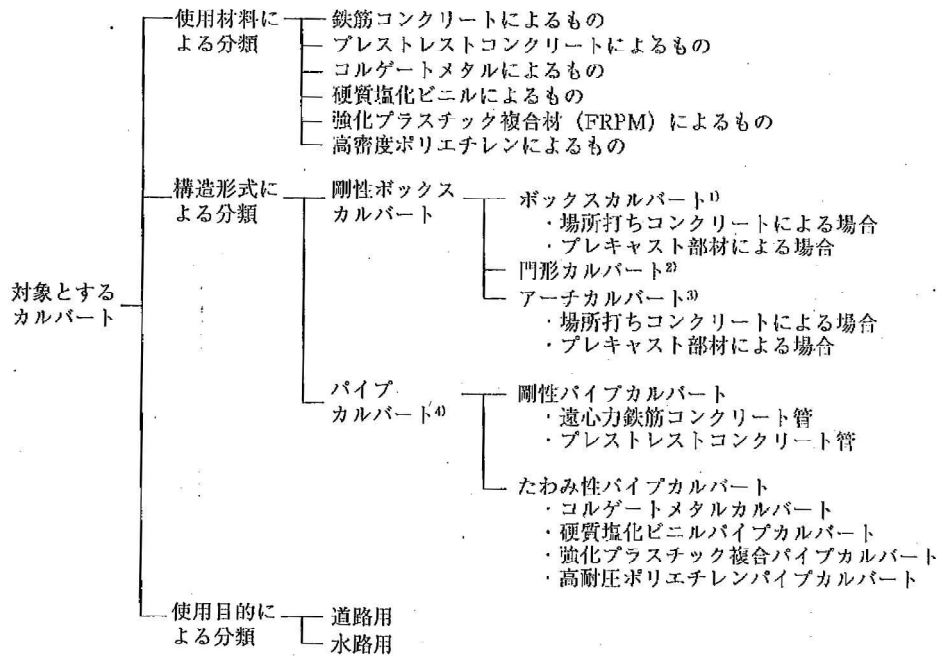 使用材料に
よる分類
鉄筋コンクリートによるもの
プレストレストコンクリートによるもの
コルゲートメタルによるもの
硬質塩化ビニルによるもの
強化プラスチック複合材（FRPM）によるもの
高密度ポリエチレンによるもの
構造形式に
よる分類
剛性ボックス
カルバート
ボックスカルバート1)
・場所打ちコンクリートによる場合
・プレキャスト部材による場合
門形カルバート2)
アーチカルバート3)
・場所打ちコンクリートによる場合
・プレキャスト部材による場合
対象とする
カルバート
パイプ
カルバート4)
剛性パイプカルバート
・遠心力鉄筋コンクリート管
・プレストレストコンクリート管
たわみ性パイプカルバート
・コルゲートメタルカルバート
・硬質塩化ビニルパイプカルバート
・強化プラスチック複合パイプカルバート
・高耐圧ポリエチレンパイプカルバート
使用目的に
よる分類
道路用
水路用